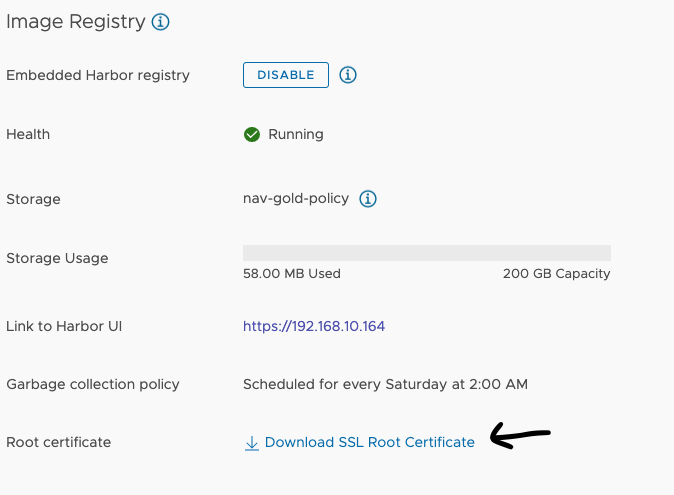 Image Registry
Embedded Harbor registry DISABLE
Health Running
Storage nav-gold-policy
Storage Usage
58.00 MB Used 200 GB Capacity
Link to Harbor UI https://192.168.10.164
Garbage collection policy Scheduled for every Saturday at 2:00 AM
Root certificate Download SSL Root Certificate